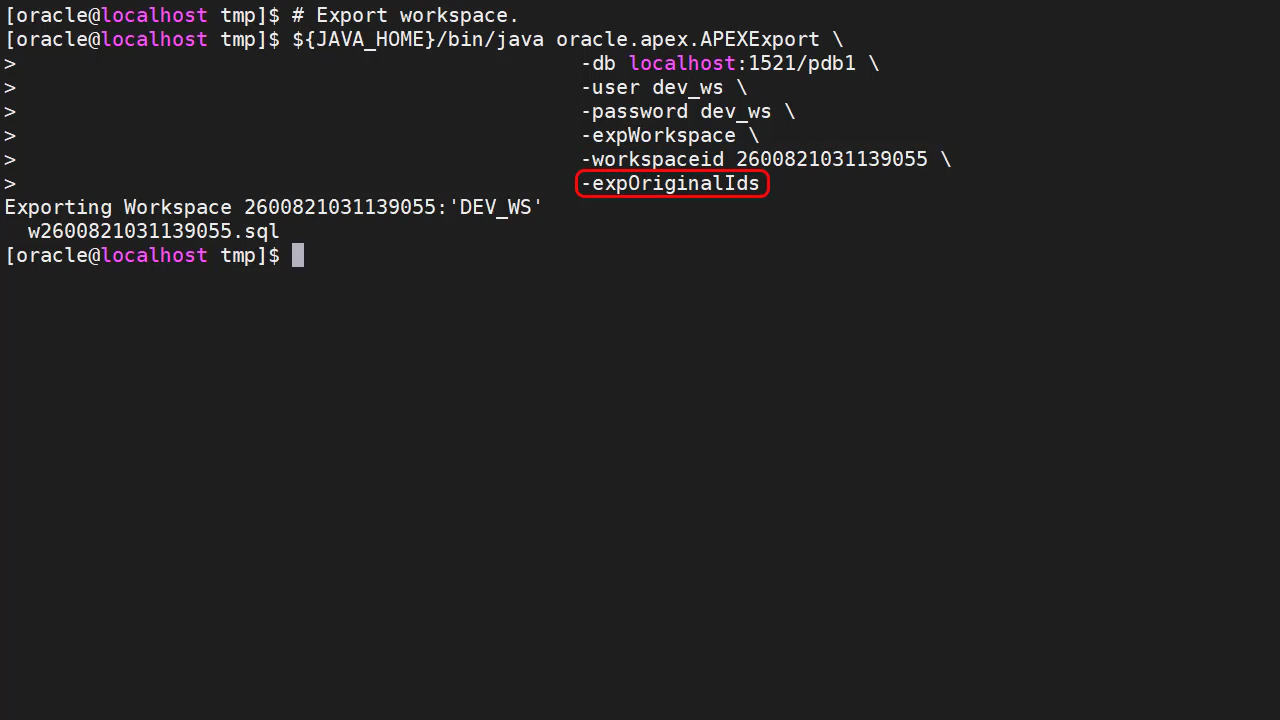 [oracle@localhost tmp]$ # Export workspace.
[oracle@localhost tmp]$ ${JAVA_HOME}/bin/java oracle.apex.APEXExport \
>                                               -db localhost:1521/pdb1 \
>                                               -user dev_ws \
>                                               -password dev_ws \
>                                               -expWorkspace \
>                                               -workspaceid 2600821031139055 \
>                                               -expOriginalIds
Exporting Workspace 2600821031139055:'DEV_WS'
  w2600821031139055.sql
[oracle@localhost tmp]$